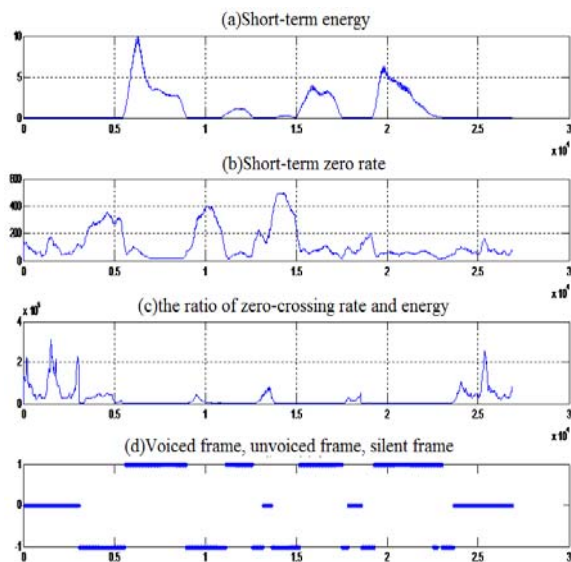 (a)Short-term energy
10
5
0
0 0.5 1 1.5 2 2.5 3
x 10⁴
(b)Short-term zero rate
600
400
200
0
0 0.5 1 1.5 2 2.5 3
x 10⁴
(c)the ratio of zero-crossing rate and energy
4
2
0
0 0.5 1 1.5 2 2.5 3
x 10⁴
(d)Voiced frame, unvoiced frame, silent frame
1
0
-1
0 0.5 1 1.5 2 2.5 3